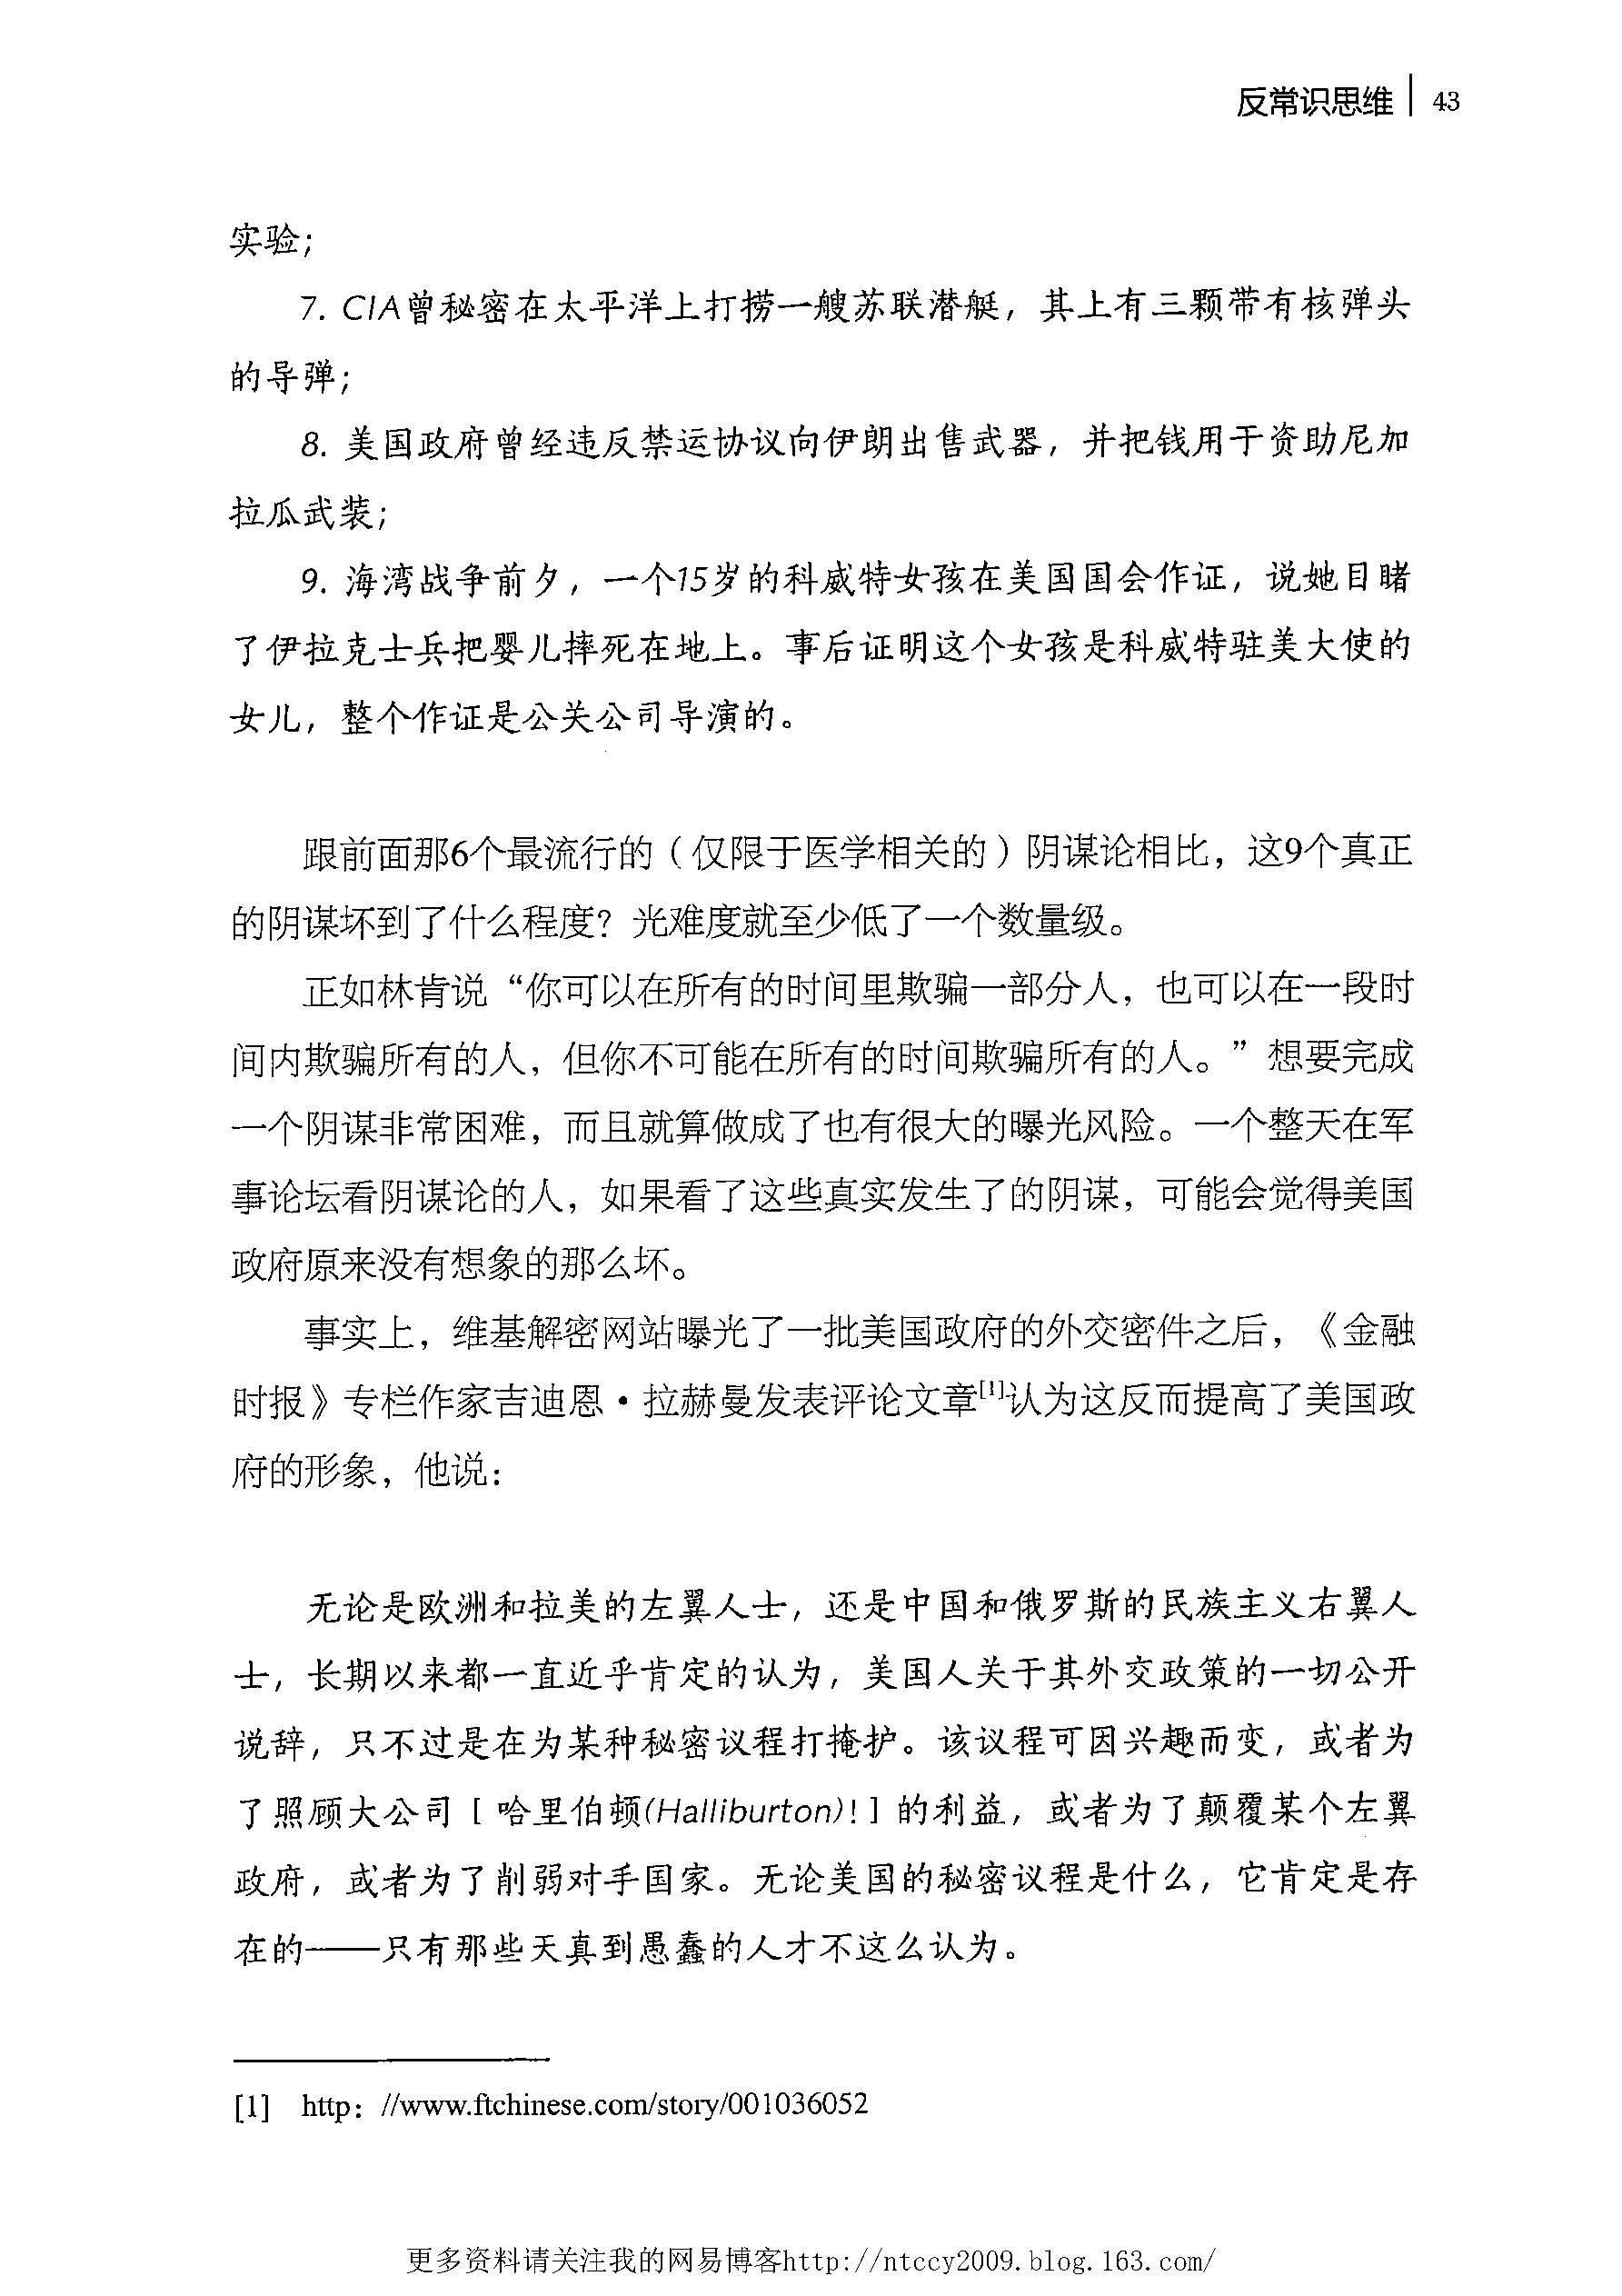 反常识思维 | 43
实验；
7. CIA曾秘密在太平洋上打捞一艘苏联潜艇，其上有三颗带有核弹头
的导弹；
8. 美国政府曾经违反禁运协议向伊朗出售武器，并把钱用于资助尼加
拉瓜武装；
9. 海湾战争前夕，一个15岁的科威特女孩在美国国会作证，说她目睹
了伊拉克士兵把婴儿摔死在地上。事后证明这个女孩是科威特驻美大使的
女儿，整个作证是公关公司导演的。
跟前面那6个最流行的（仅限于医学相关的）阴谋论相比，这9个真正
的阴谋坏到了什么程度？光难度就至少低了一个数量级。
正如林肯说“你可以在所有的时间里欺骗一部分人，也可以在一段时
间内欺骗所有的人，但你不可能在所有的时间欺骗所有的人。”想要完成
一个阴谋非常困难，而且就算做成了也有很大的曝光风险。一个整天在军
事论坛看阴谋论的人，如果看了这些真实发生了的阴谋，可能会觉得美国
政府原来没有想象的那么坏。
事实上，维基解密网站曝光了一批美国政府的外交密件之后，《金融
时报》专栏作家吉迪恩·拉赫曼发表评论文章[1]认为这反而提高了美国政
府的形象，他说：
无论是欧洲和拉美的左翼人士，还是中国和俄罗斯的民族主义右翼人
士，长期以来都一直近乎肯定的认为，美国人关于其外交政策的一切公开
说辞，只不过是在为某种秘密议程打掩护。该议程可因兴趣而变，或者为
了照顾大公司［哈里伯顿(Halliburton)!］的利益，或者为了颠覆某个左翼
政府，或者为了削弱对手国家。无论美国的秘密议程是什么，它肯定是存
在的——只有那些天真到愚蠢的人才不这么认为。
[1] http：//www.ftchinese.com/story/001036052
更多资料请关注我的网易博客http://ntccy2009.blog.163.com/